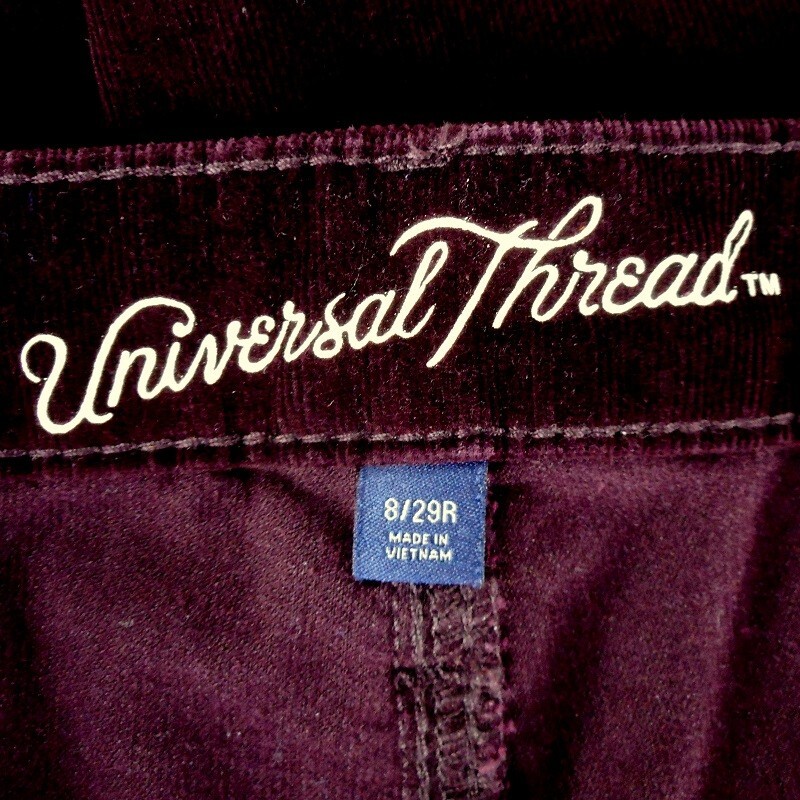 Universal Thread™
8/29R
MADE IN
VIETNAM